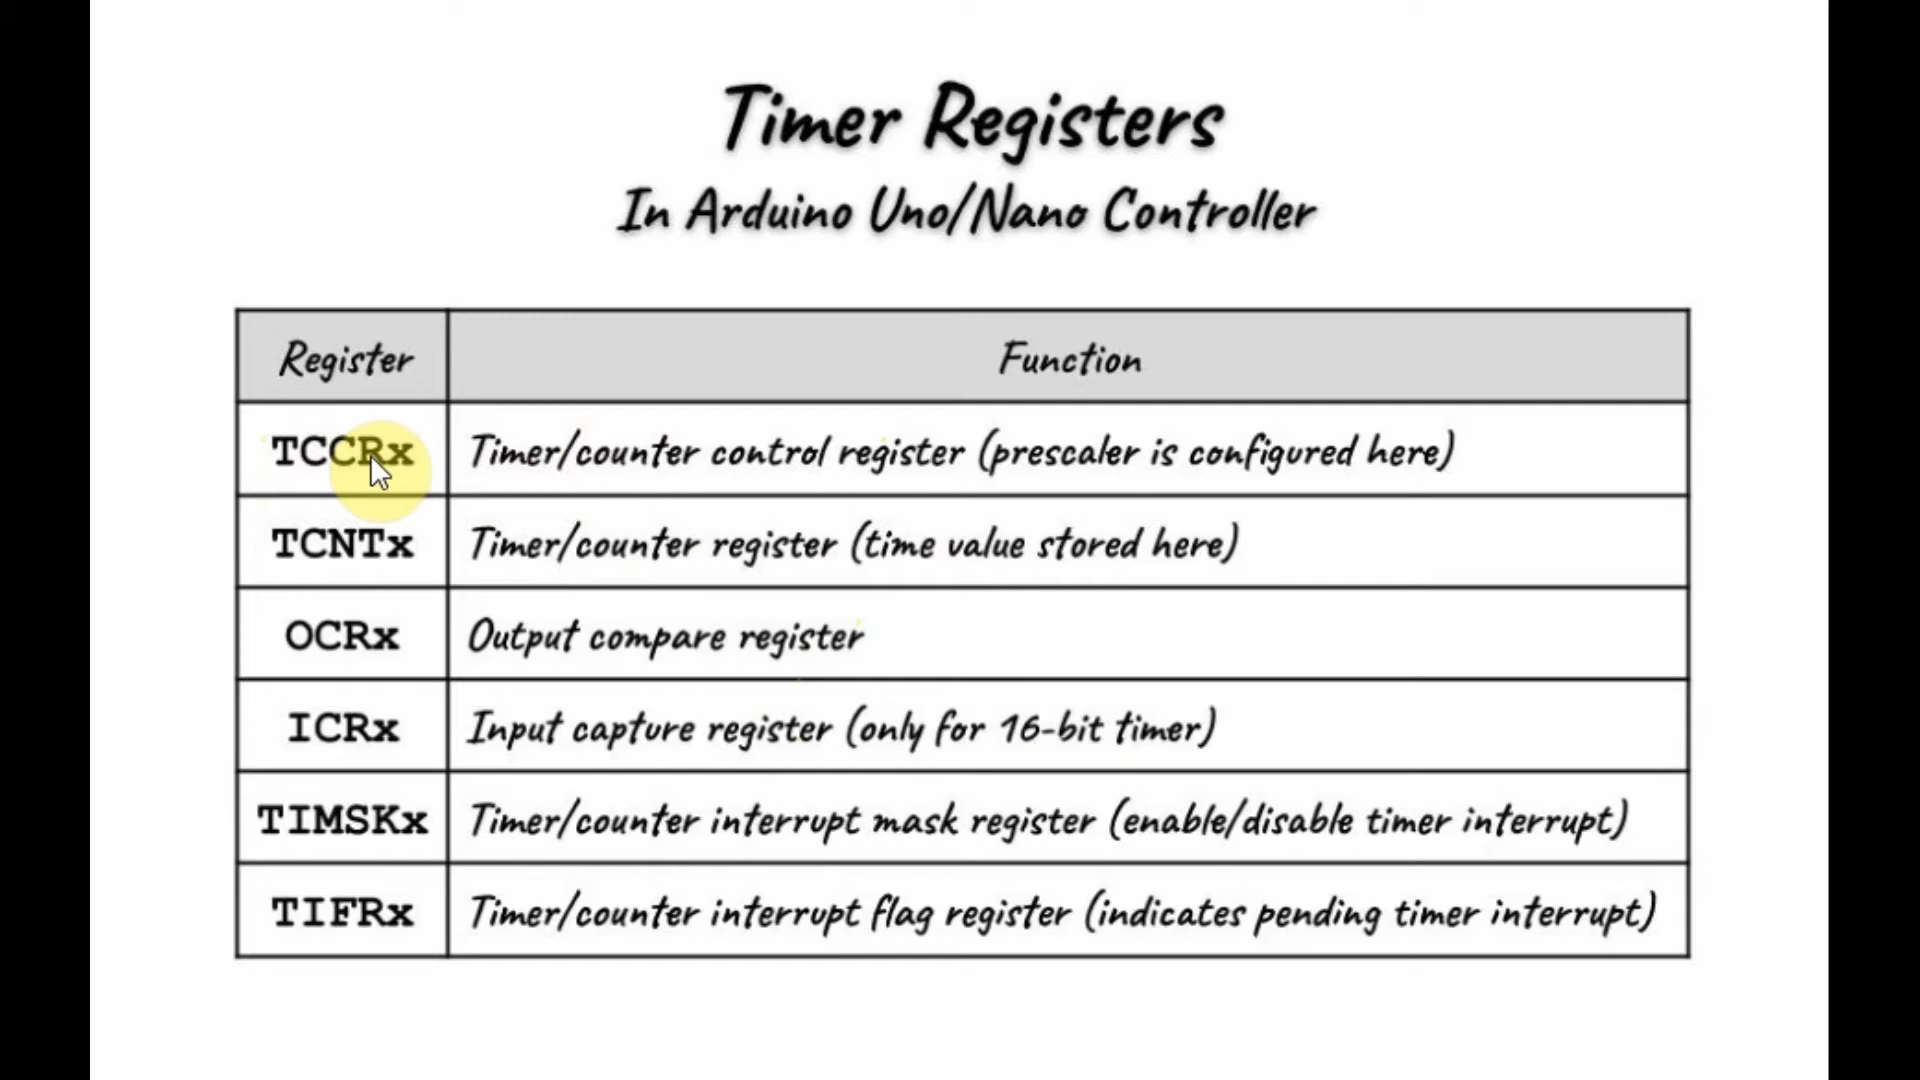 Timer Registers
In Arduino Uno/Nano Controller
Register Function
TCCRx Timer/counter control register (prescaler is configured here)
TCNTx Timer/counter register (time value stored here)
OCRx Output compare register
ICRx Input capture register (only for 16-bit timer)
TIMSKx Timer/counter interrupt mask register (enable/disable timer interrupt)
TIFRx Timer/counter interrupt flag register (indicates pending timer interrupt)